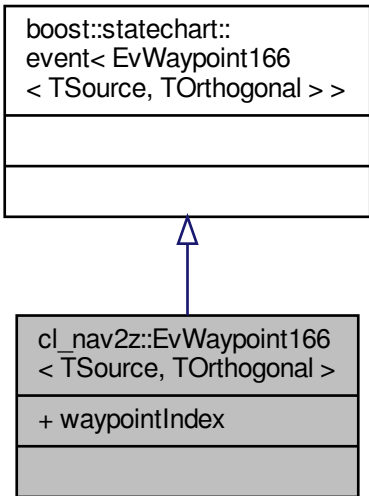 boost::statechart::
event< EvWaypoint166
< TSource, TOrthogonal > >
cl_nav2z::EvWaypoint166
< TSource, TOrthogonal >
+ waypointIndex